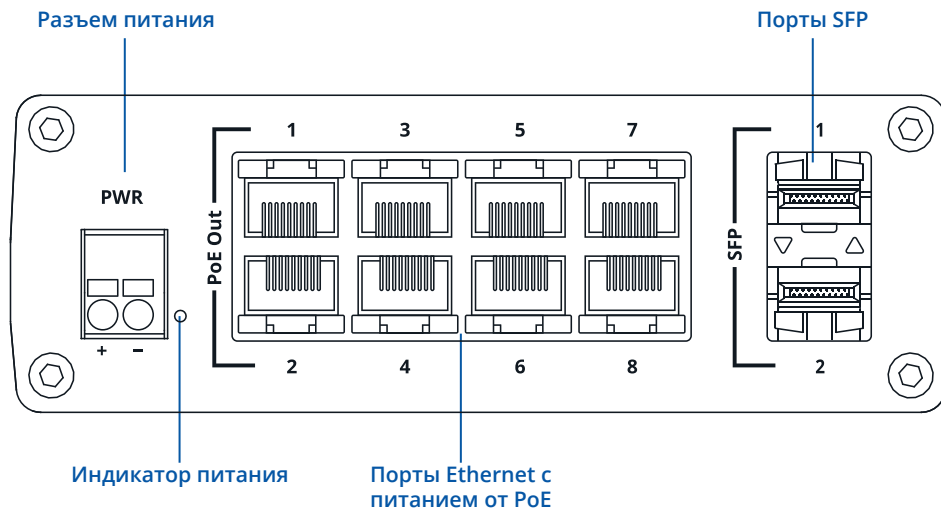 Разъем питания
Порты SFP
1 3 5 7 1
PWR
PoE Out
SFP
+ −
2 4 6 8 2
Индикатор питания
Порты Ethernet с
питанием от PoE